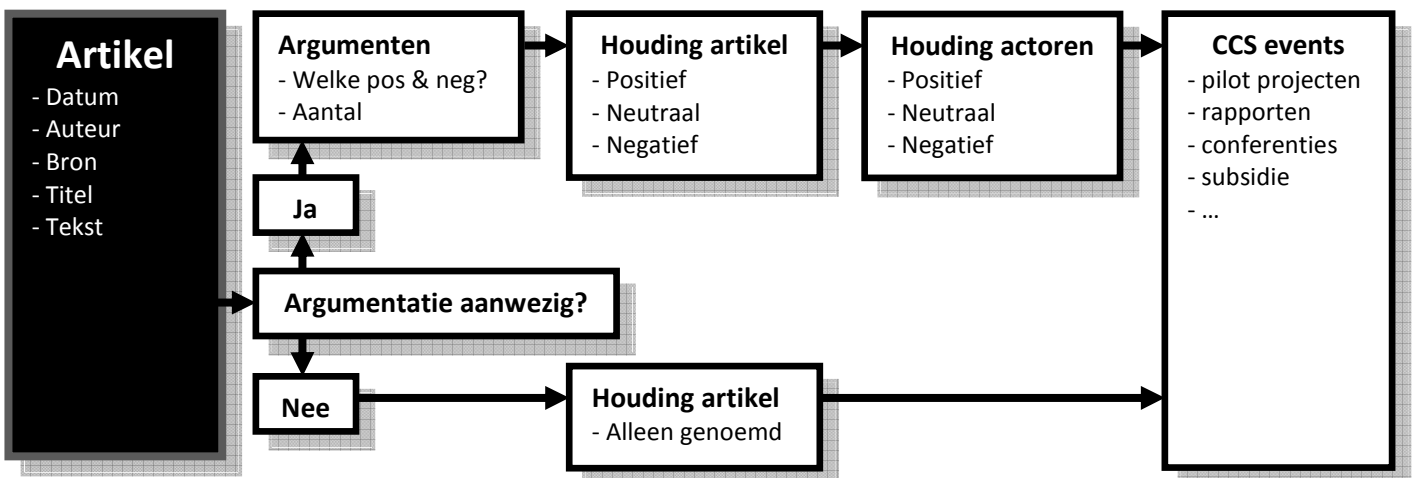 Artikel
- Datum
- Auteur
- Bron
- Titel
- Tekst
Argumenten
- Welke pos & neg?
- Aantal
Houding artikel
- Positief
- Neutraal
- Negatief
Houding actoren
- Positief
- Neutraal
- Negatief
CCS events
- pilot projecten
- rapporten
- conferenties
- subsidie
- ...
Ja
Argumentatie aanwezig?
Nee
Houding artikel
- Alleen genoemd